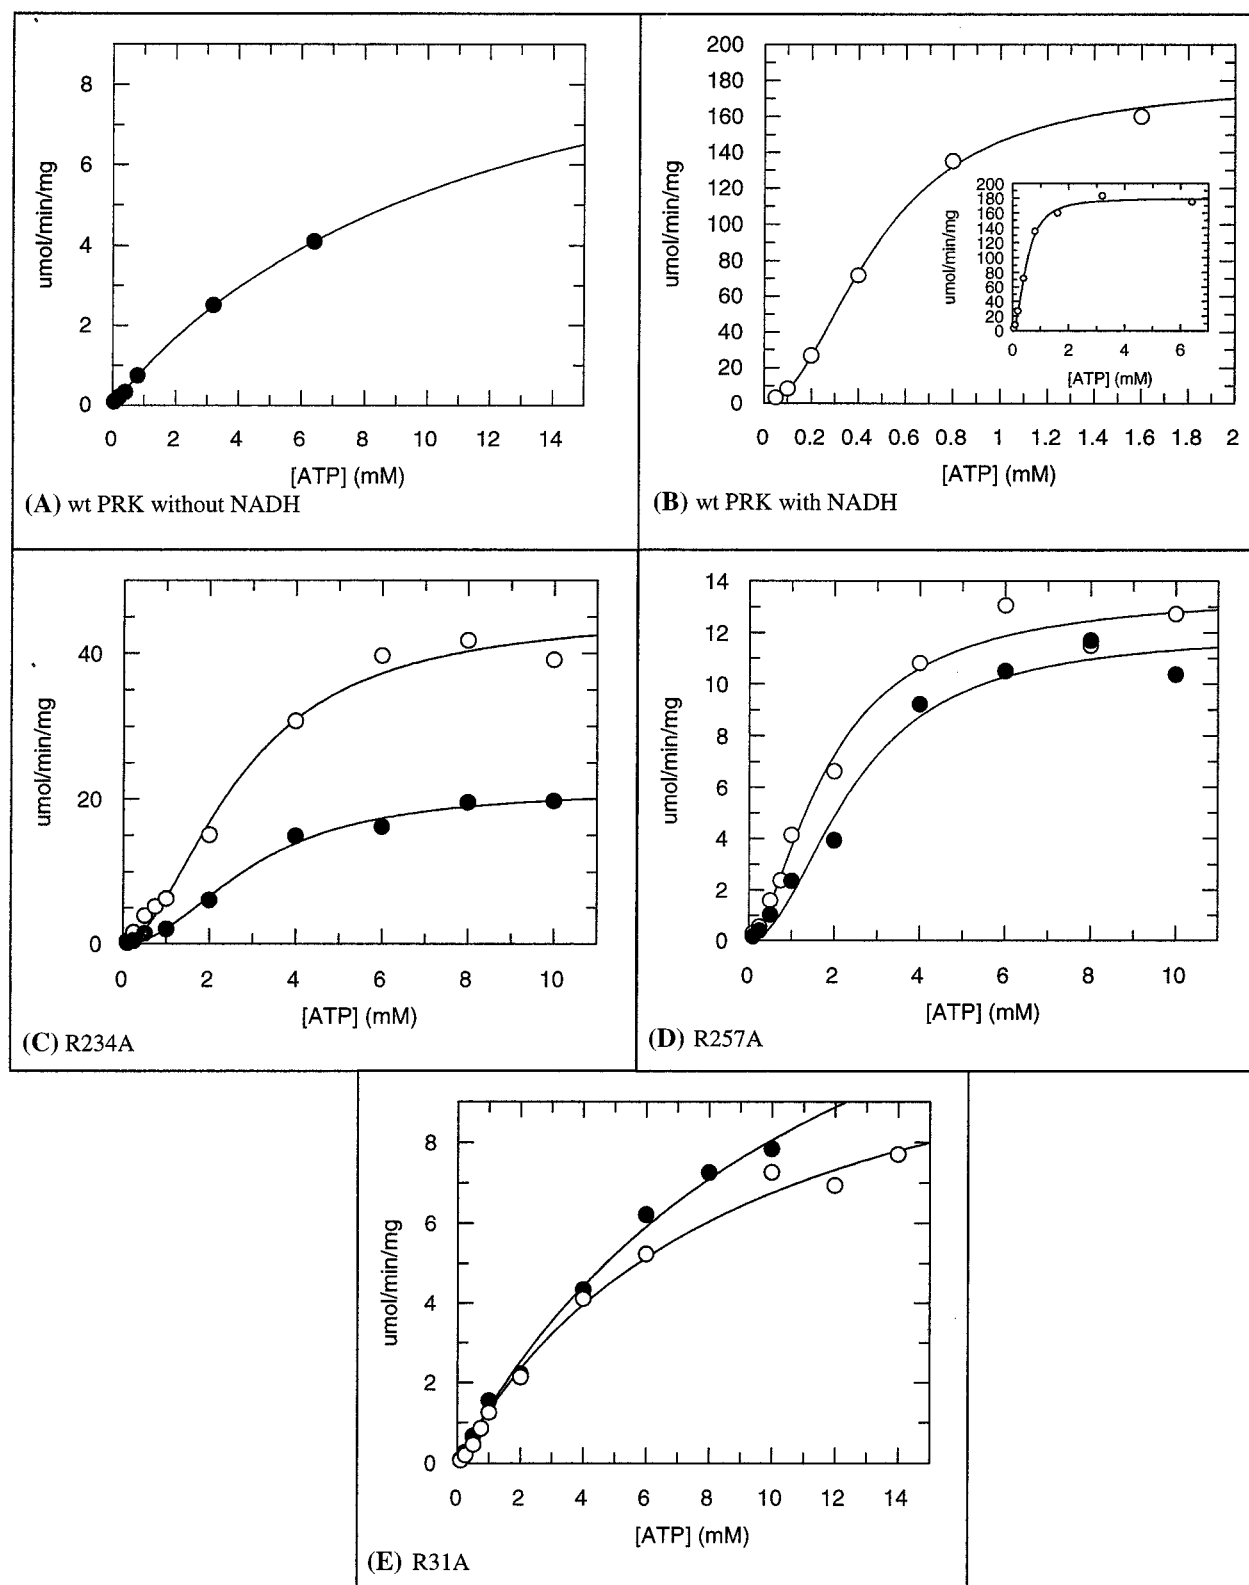 8
6
4
2
0
umol/min/mg
0 2 4 6 8 10 12 14
[ATP] (mM)
(A) wt PRK without NADH
200
180
160
140
120
100
80
60
40
20
0
umol/min/mg
0 0.2 0.4 0.6 0.8 1 1.2 1.4 1.6 1.8 2
[ATP] (mM)
200
180
160
140
120
100
80
60
40
20
0
umol/min/mg
0 2 4 6
[ATP] (mM)
(B) wt PRK with NADH
40
20
0
umol/min/mg
0 2 4 6 8 10
[ATP] (mM)
(C) R234A
14
12
10
8
6
4
2
0
umol/min/mg
0 2 4 6 8 10
[ATP] (mM)
(D) R257A
8
6
4
2
0
umol/min/mg
0 2 4 6 8 10 12 14
[ATP] (mM)
(E) R31A